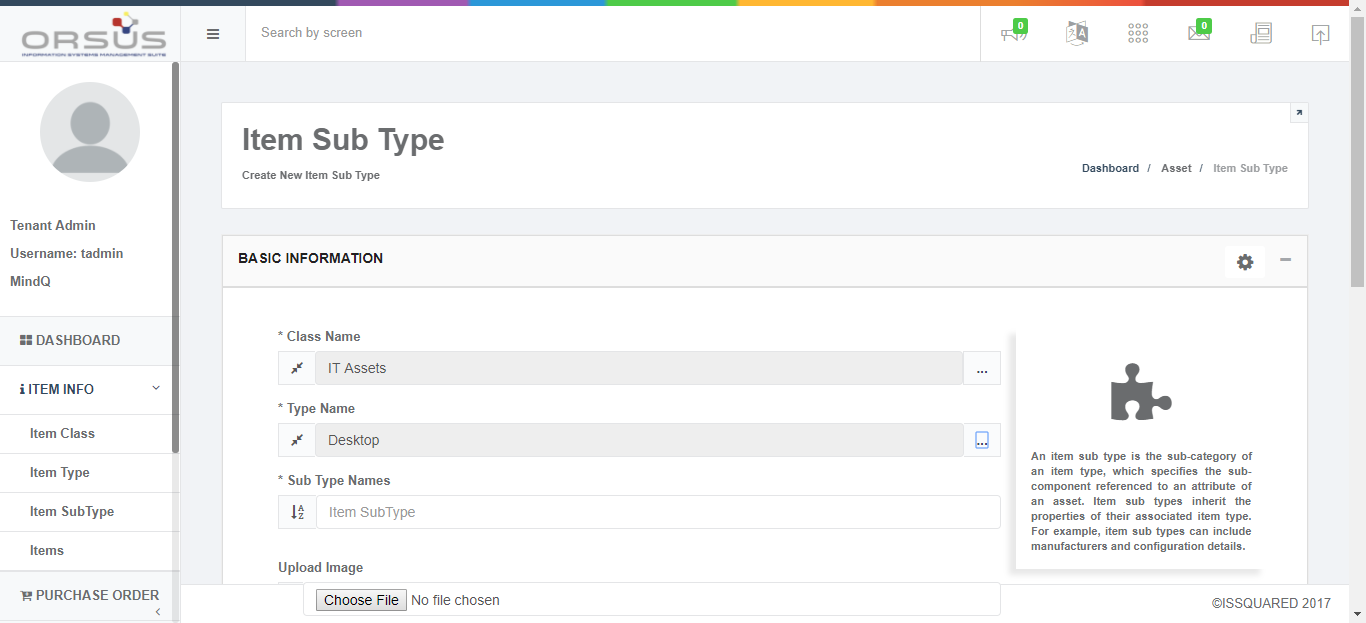 ORSUS
INFORMATION SYSTEMS MANAGEMENT SUITE
Search by screen
0
0
Tenant Admin
Username: tadmin
MindQ
DASHBOARD
ITEM INFO
Item Class
Item Type
Item SubType
Items
PURCHASE ORDER
Item Sub Type
Create New Item Sub Type
Dashboard / Asset / Item Sub Type
BASIC INFORMATION
* Class Name
IT Assets
...
* Type Name
Desktop
...
* Sub Type Names
Item SubType
Upload Image
Choose File No file chosen
An item sub type is the sub-category of
an item type, which specifies the sub-
component referenced to an attribute of
an asset. Item sub types inherit the
properties of their associated item type.
For example, item sub types can include
manufacturers and configuration details.
©ISSQUARED 2017